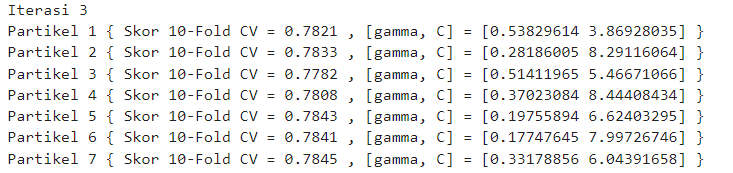 Iterasi 3
Partikel 1 { Skor 10-Fold CV = 0.7821 , [gamma, C] = [0.53829614 3.86928035] }
Partikel 2 { Skor 10-Fold CV = 0.7833 , [gamma, C] = [0.28186005 8.29116064] }
Partikel 3 { Skor 10-Fold CV = 0.7782 , [gamma, C] = [0.51411965 5.46671066] }
Partikel 4 { Skor 10-Fold CV = 0.7808 , [gamma, C] = [0.37023084 8.44408434] }
Partikel 5 { Skor 10-Fold CV = 0.7843 , [gamma, C] = [0.19755894 6.62403295] }
Partikel 6 { Skor 10-Fold CV = 0.7841 , [gamma, C] = [0.17747645 7.99726746] }
Partikel 7 { Skor 10-Fold CV = 0.7845 , [gamma, C] = [0.33178856 6.04391658] }